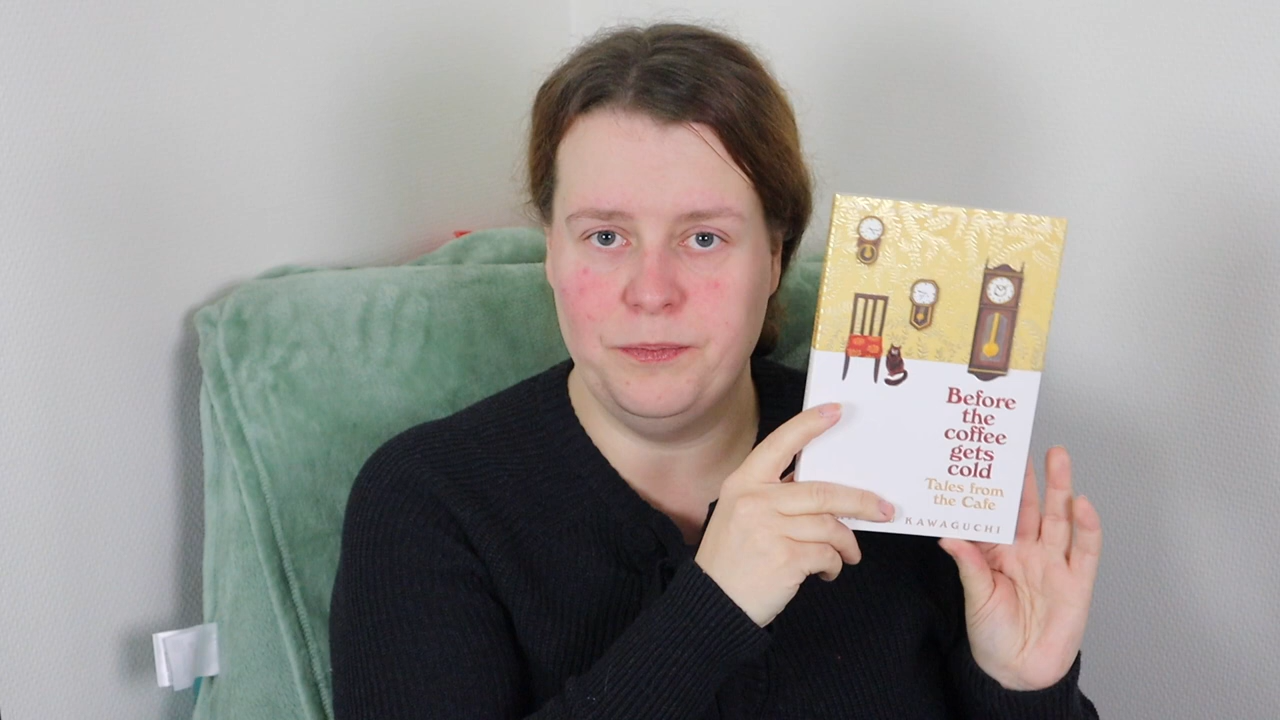 Before
the
coffee
gets
cold
Tales from
the Cafe
KAWAGUCHI